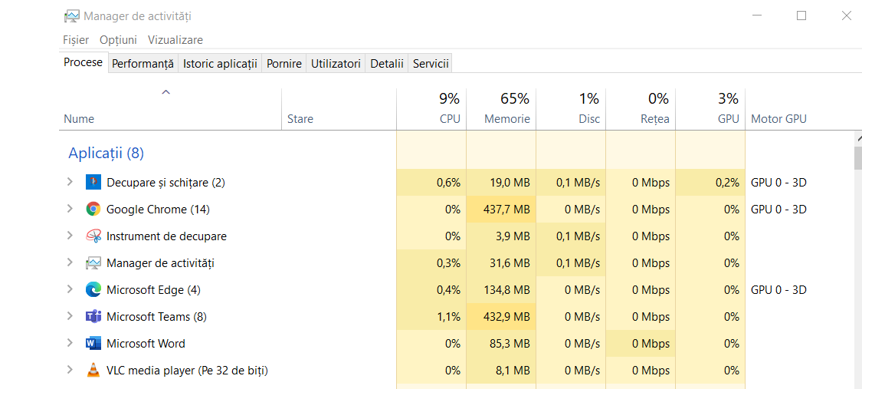 Manager de activități
Fișier Opțiuni Vizualizare
Procese Performanță Istoric aplicații Pornire Utilizatori Detalii Servicii
9% 65% 1% 0% 3%
Nume Stare CPU Memorie Disc Rețea GPU Motor GPU
Aplicații (8)
Decupare și schițare (2) 0,6% 19,0 MB 0,1 MB/s 0 Mbps 0,2% GPU 0 - 3D
Google Chrome (14) 0% 437,7 MB 0 MB/s 0 Mbps 0% GPU 0 - 3D
Instrument de decupare 0% 3,9 MB 0,1 MB/s 0 Mbps 0%
Manager de activități 0,3% 31,6 MB 0,1 MB/s 0 Mbps 0%
Microsoft Edge (4) 0,4% 134,8 MB 0 MB/s 0 Mbps 0% GPU 0 - 3D
Microsoft Teams (8) 1,1% 432,9 MB 0 MB/s 0 Mbps 0%
Microsoft Word 0% 85,3 MB 0 MB/s 0 Mbps 0%
VLC media player (Pe 32 de biți) 0% 8,1 MB 0 MB/s 0 Mbps 0%